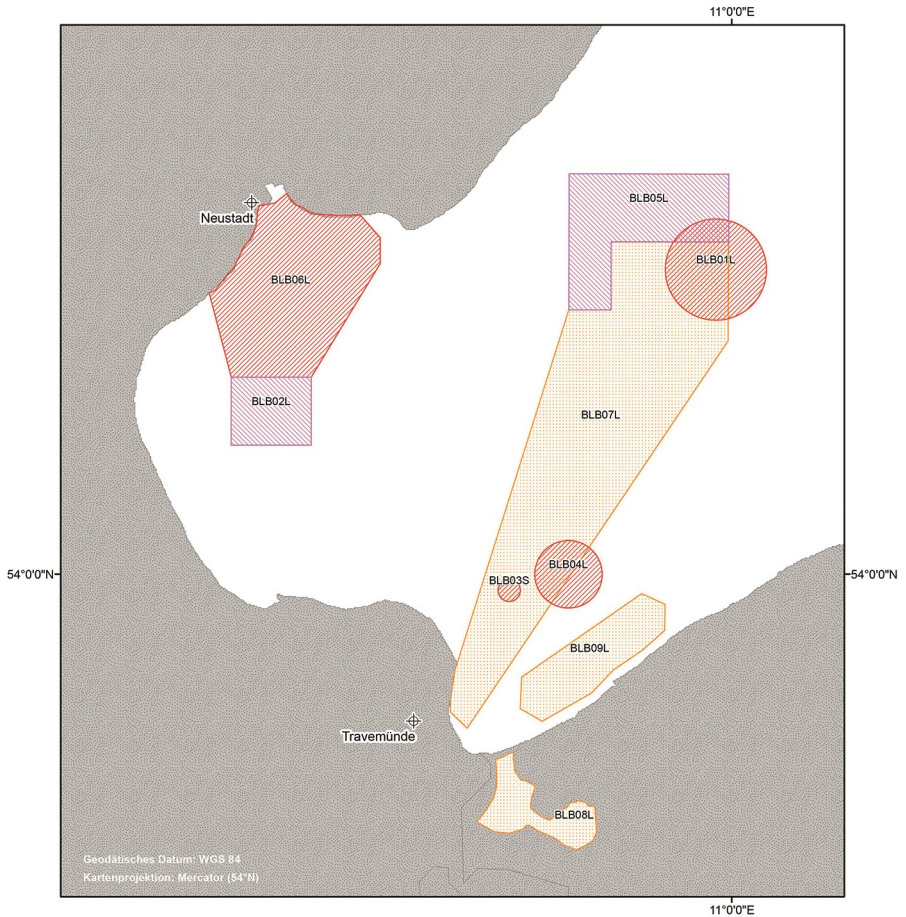 11°0'0"E
Neustadt
BLB05L
BLB01L
BLB06L
BLB02L
BLB07L
54°0'0"N
BLB04L
BLB03S
54°0'0"N
BLB09L
Travemünde
BLB08L
Geodätisches Datum: WGS 84
Kartenprojektion: Mercator (54°N)
11°0'0"E